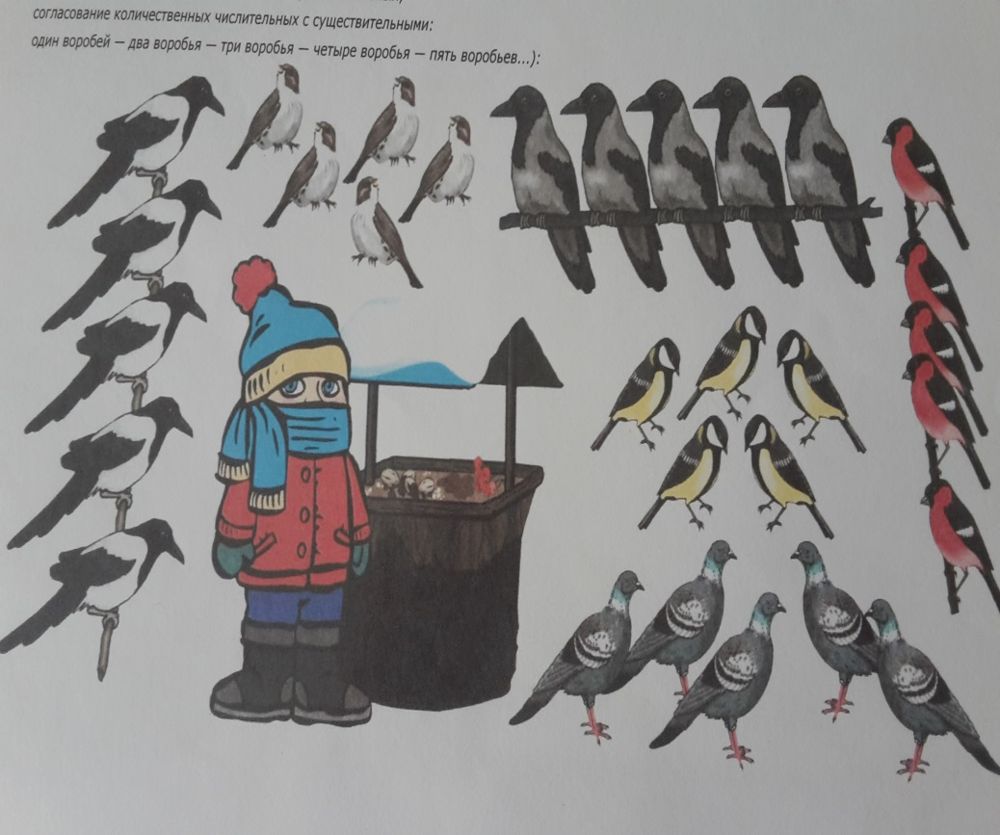 согласование количественных числительных с существительными:
один воробей — два воробья — три воробья — четыре воробья — пять воробьев...):